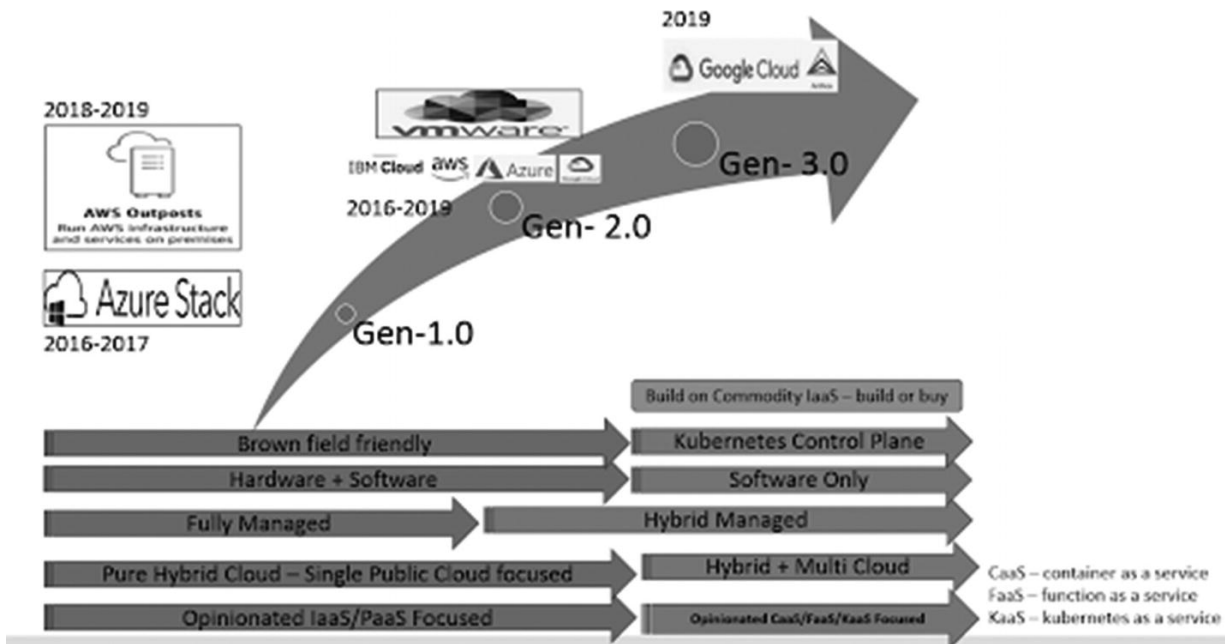 2019
Google Cloud
Anthos
2018-2019
AWS Outposts
Run AWS infrastructure
and services on premises
vmware
IBM Cloud aws Azure
Google Cloud
2016-2019
Azure Stack
2016-2017
Gen- 3.0
Gen- 2.0
Gen-1.0
Build on Commodity IaaS – build or buy
Brown field friendly
Kubernetes Control Plane
Hardware + Software
Software Only
Fully Managed
Hybrid Managed
Pure Hybrid Cloud – Single Public Cloud focused
Hybrid + Multi Cloud
Opinionated IaaS/PaaS Focused
Opinionated CaaS/FaaS/KaaS Focused
CaaS – container as a service
FaaS – function as a service
KaaS – kubernetes as a service